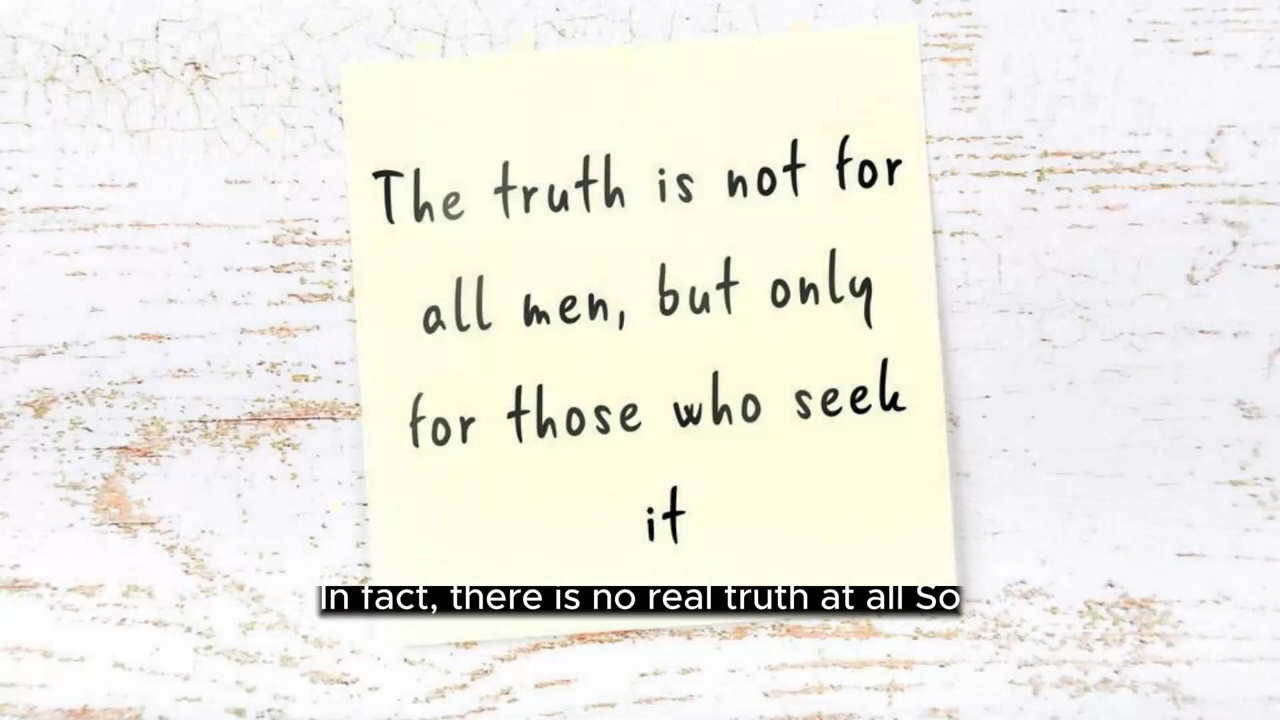 The truth is not for
all men, but only
for those who seek
it
In fact, there is no real truth at all So